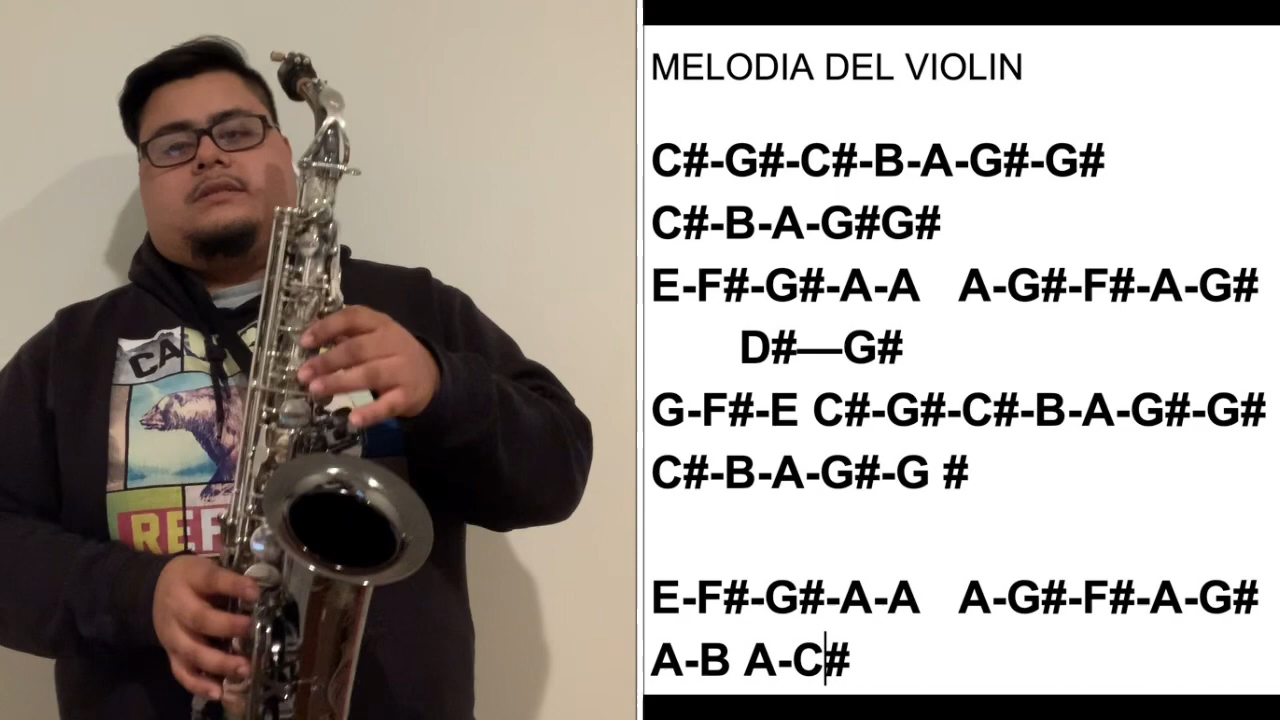 MELODIA DEL VIOLIN
C#-G#-C#-B-A-G#-G#
C#-B-A-G#G#
E-F#-G#-A-A A-G#-F#-A-G#
D#—G#
G-F#-E C#-G#-C#-B-A-G#-G#
C#-B-A-G#-G #
E-F#-G#-A-A A-G#-F#-A-G#
A-B A-C#